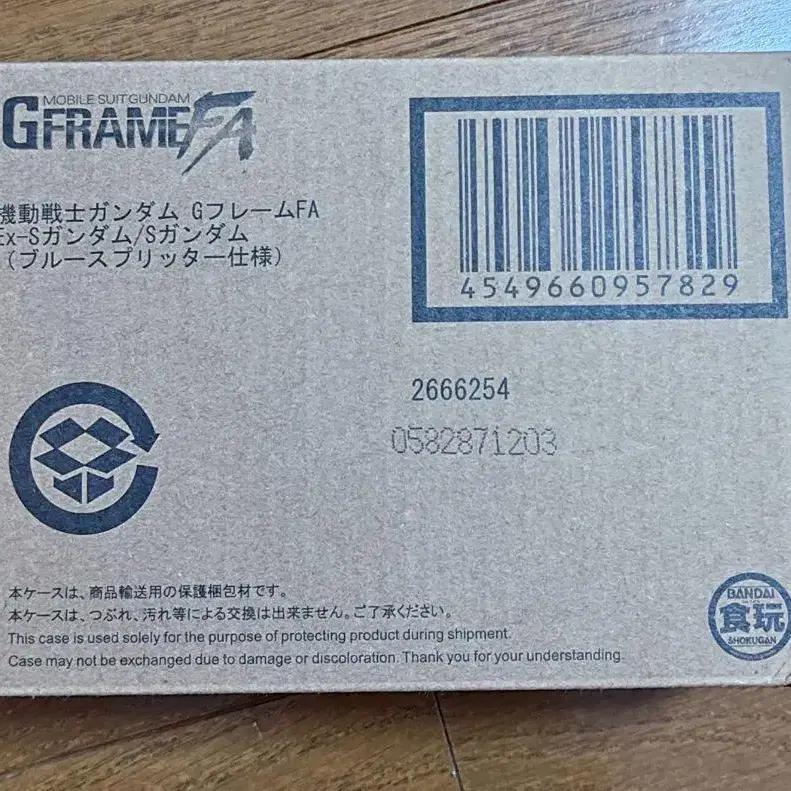 MOBILE SUIT GUNDAM
GFRAMEFA
機動戦士ガンダム GフレームFA
Ex-Sガンダム/Sガンダム
(ブルースプリッター仕様)
4549660957829
2666254
0582871203
本ケースは、商品輸送用の保護梱包材です。
本ケースは、つぶれ、汚れ等による交換は出来ません。ご了承ください。
This case is used solely for the purpose of protecting product during shipment.
Case may not be exchanged due to damage or discoloration. Thank you for your understanding.
BANDAI
食玩
SHOKUGAN